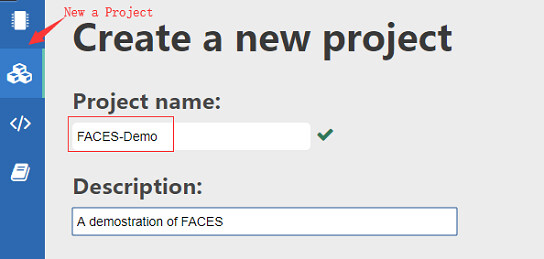 New a Project
Create a new project
Project name:
FACES-Demo
Description:
A demostration of FACES